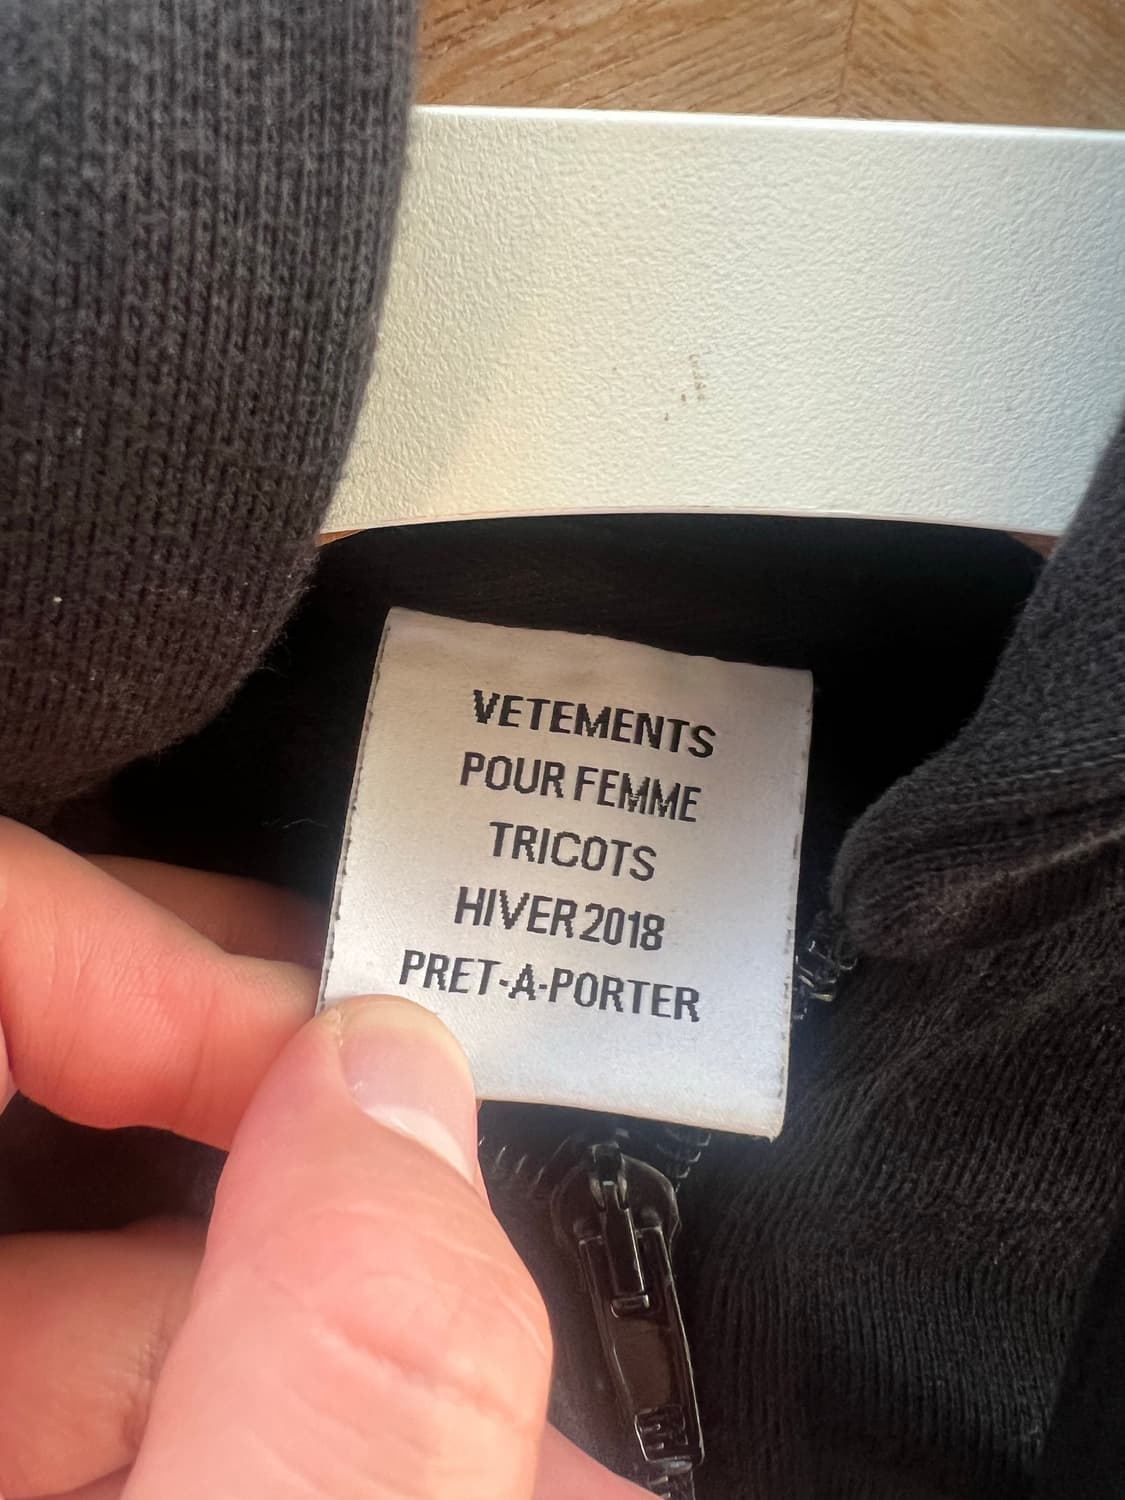 VETEMENTS
POUR FEMME
TRICOTS
HIVER 2018
PRET-A-PORTER